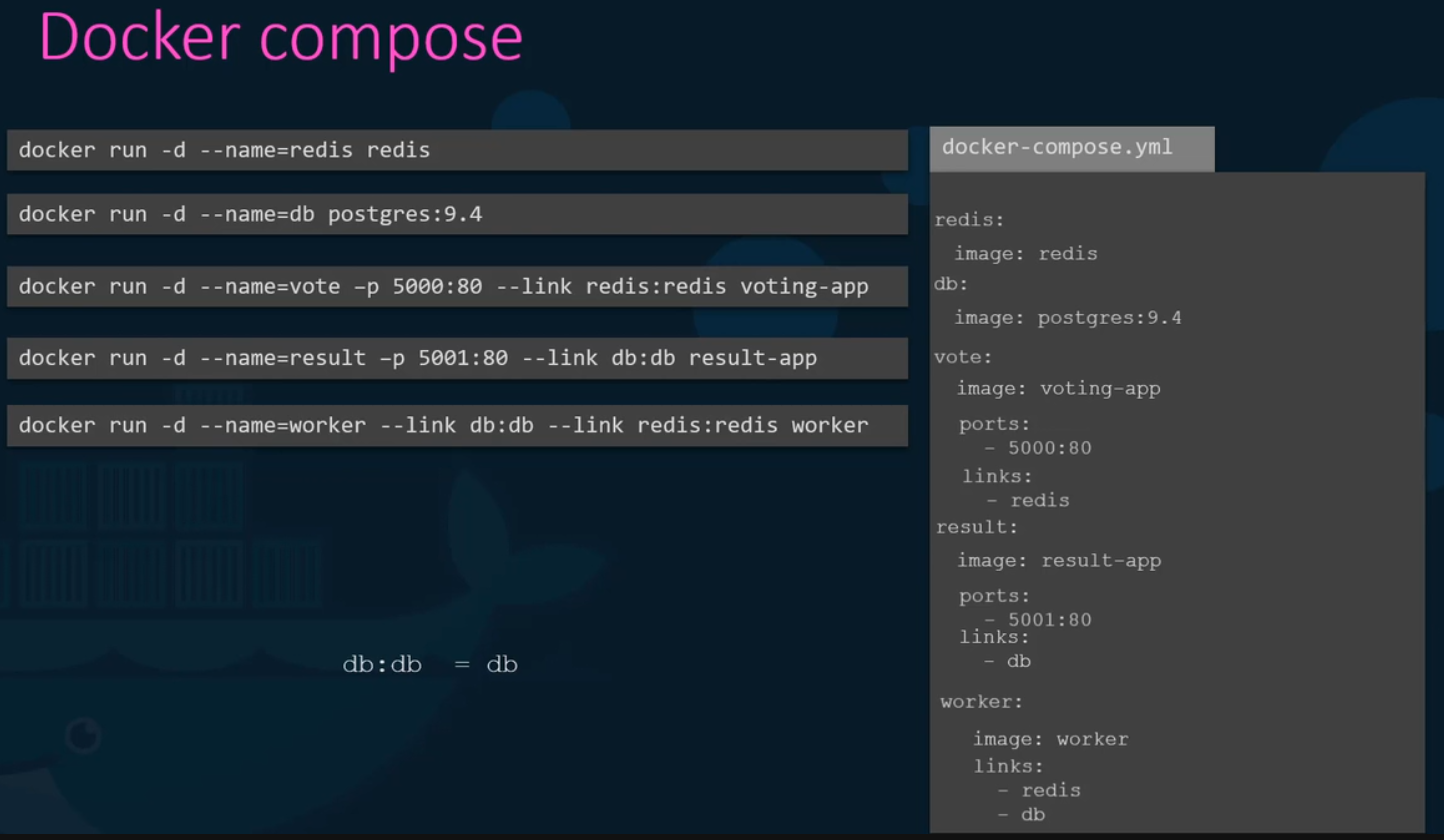 Docker compose
docker run -d --name=redis redis
docker run -d --name=db postgres:9.4
docker run -d --name=vote –p 5000:80 --link redis:redis voting-app
docker run -d --name=result –p 5001:80 --link db:db result-app
docker run -d --name=worker --link db:db --link redis:redis worker
db:db = db
docker-compose.yml
redis:
image: redis
db:
image: postgres:9.4
vote:
image: voting-app
ports:
- 5000:80
links:
- redis
result:
image: result-app
ports:
- 5001:80
links:
- db
worker:
image: worker
links:
- redis
- db